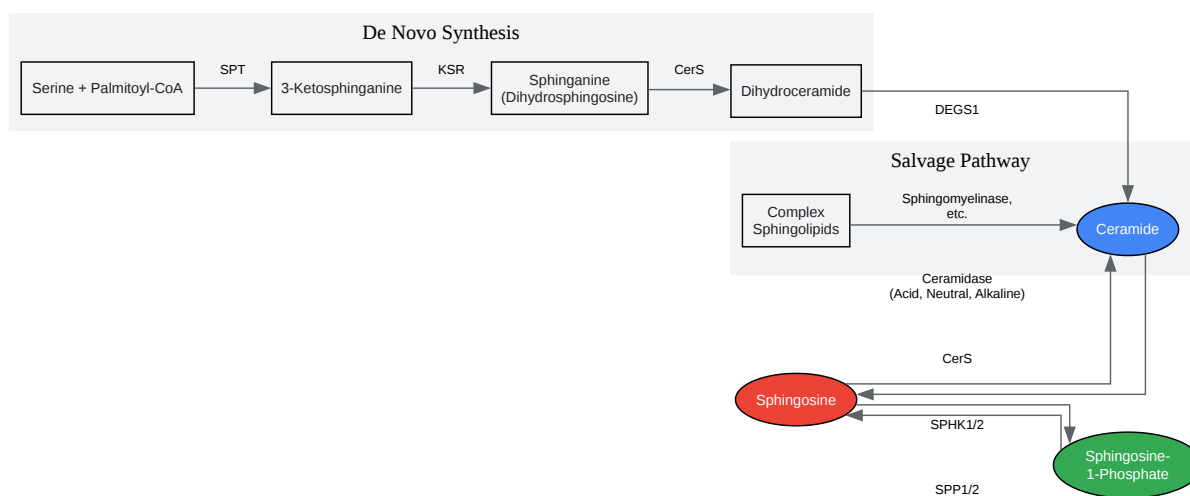 De Novo Synthesis
Serine + Palmitoyl-CoA
SPT
3-Ketosphinganine
KSR
Sphinganine
(Dihydrosphingosine)
CerS
Dihydroceramide
DEGS1
Salvage Pathway
Complex
Sphingolipids
Sphingomyelinase,
etc.
Ceramide
Ceramidase
(Acid, Neutral, Alkaline)
CerS
Sphingosine
SPHK1/2
Sphingosine-
1-Phosphate
SPP1/2